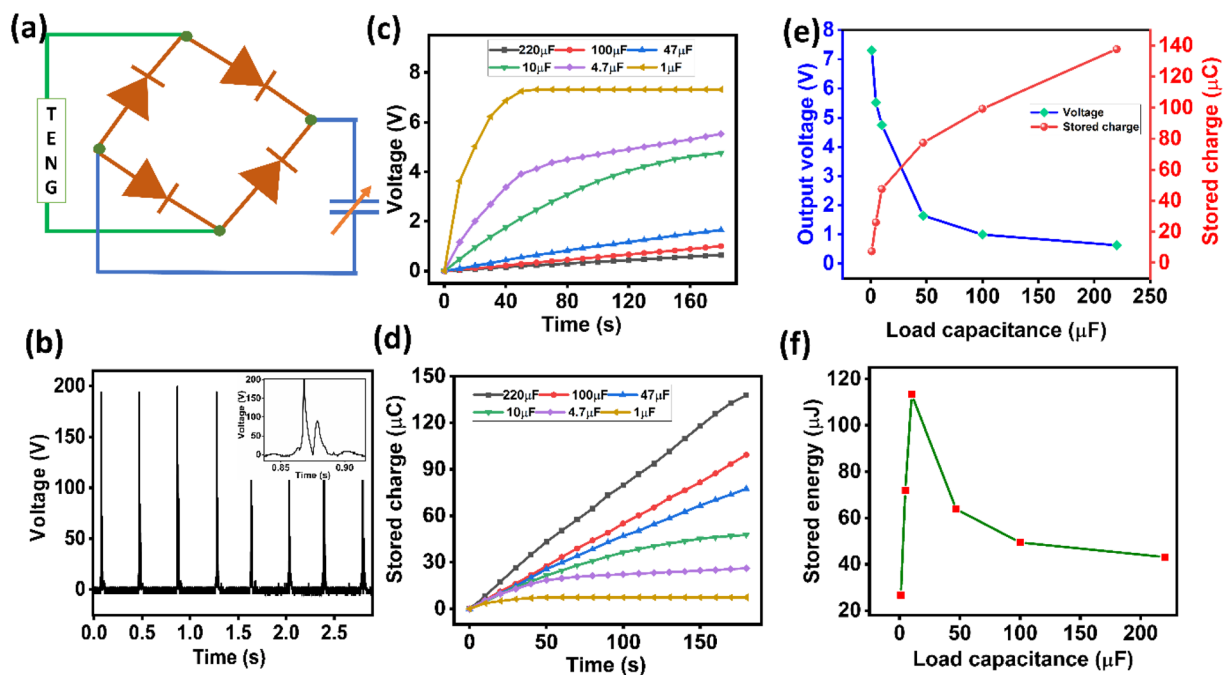 (a)
T
E
N
G
(b)
Voltage (V)
200
150
100
50
0
0.0 0.5 1.0 1.5 2.0 2.5
Time (s)
Voltage (V)
200
150
100
50
0
0.85 0.90
Time (s)
(c)
220μF 100μF 47μF
10μF 4.7μF 1μF
Voltage (V)
8
4
0
0 40 80 120 160
Time (s)
(d)
220μF 100μF 47μF
10μF 4.7μF 1μF
Stored charge (μC)
150
120
90
60
30
0
0 50 100 150 200
Time (s)
(e)
Output voltage (V)
8
7
6
5
4
3
2
1
0
Voltage
Stored charge
140
120
100
80
60
40
20
0
Stored charge (μC)
0 50 100 150 200 250
Load capacitance (μF)
(f)
Stored energy (μJ)
120
100
80
60
40
20
0 50 100 150 200
Load capacitance (μF)